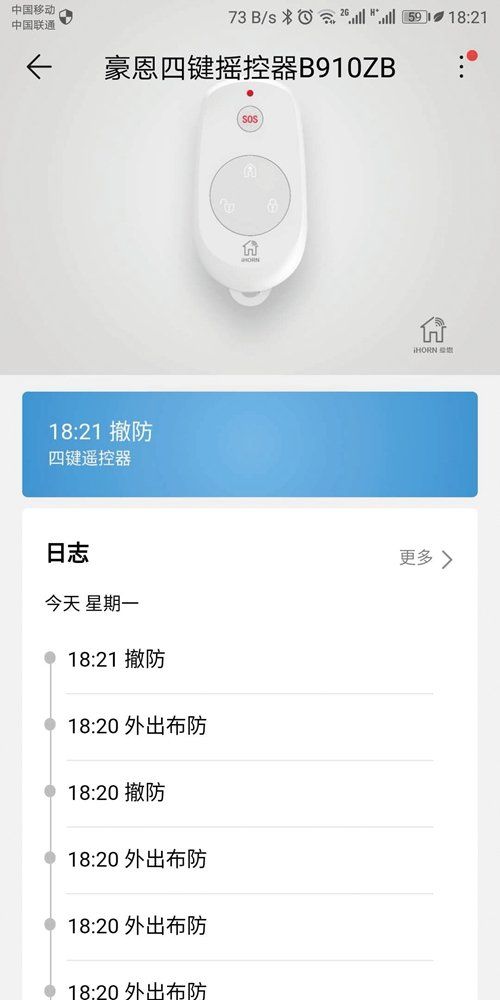 中国移动
中国联通
73 B/s 2G H+ 59 18:21
豪恩四键摇控器B910ZB
SOS
iHORN
iHORN 豪恩
18:21 撤防
四键遥控器
日志
更多
今天 星期一
18:21 撤防
18:20 外出布防
18:20 撤防
18:20 外出布防
18:20 外出布防
18:20 外出布防